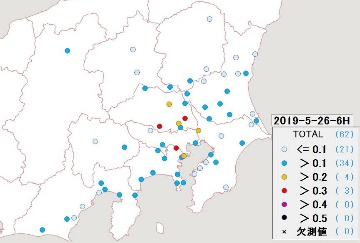 2019-5-26-6H
TOTAL (62)
<= 0.1 (21)
> 0.1 (34)
> 0.2 ( 4)
> 0.3 ( 3)
> 0.4 ( 0)
> 0.5 ( 0)
× 欠測値 ( 0)